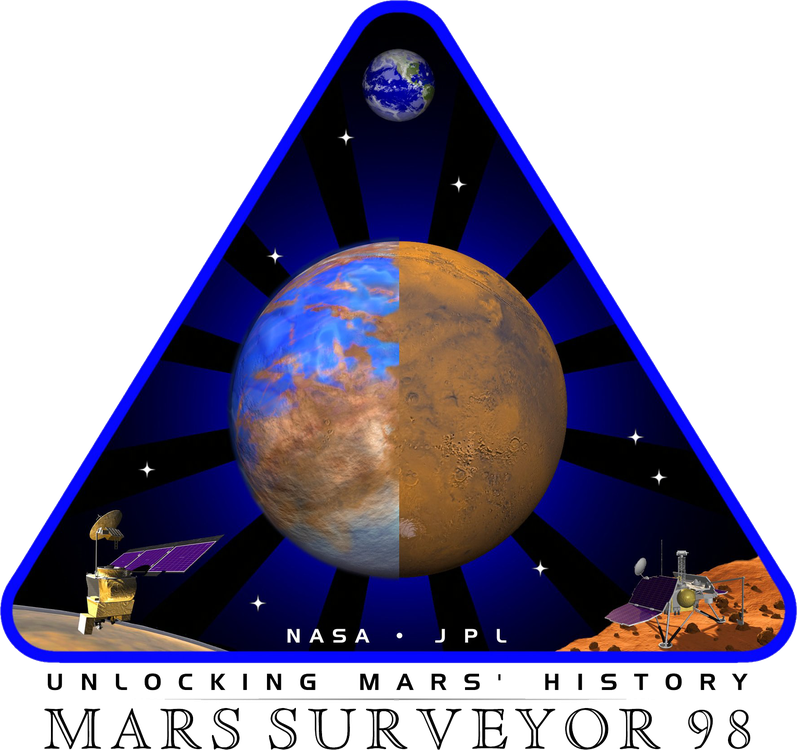 NASA • JPL
UNLOCKING MARS' HISTORY
MARS SURVEYOR 98